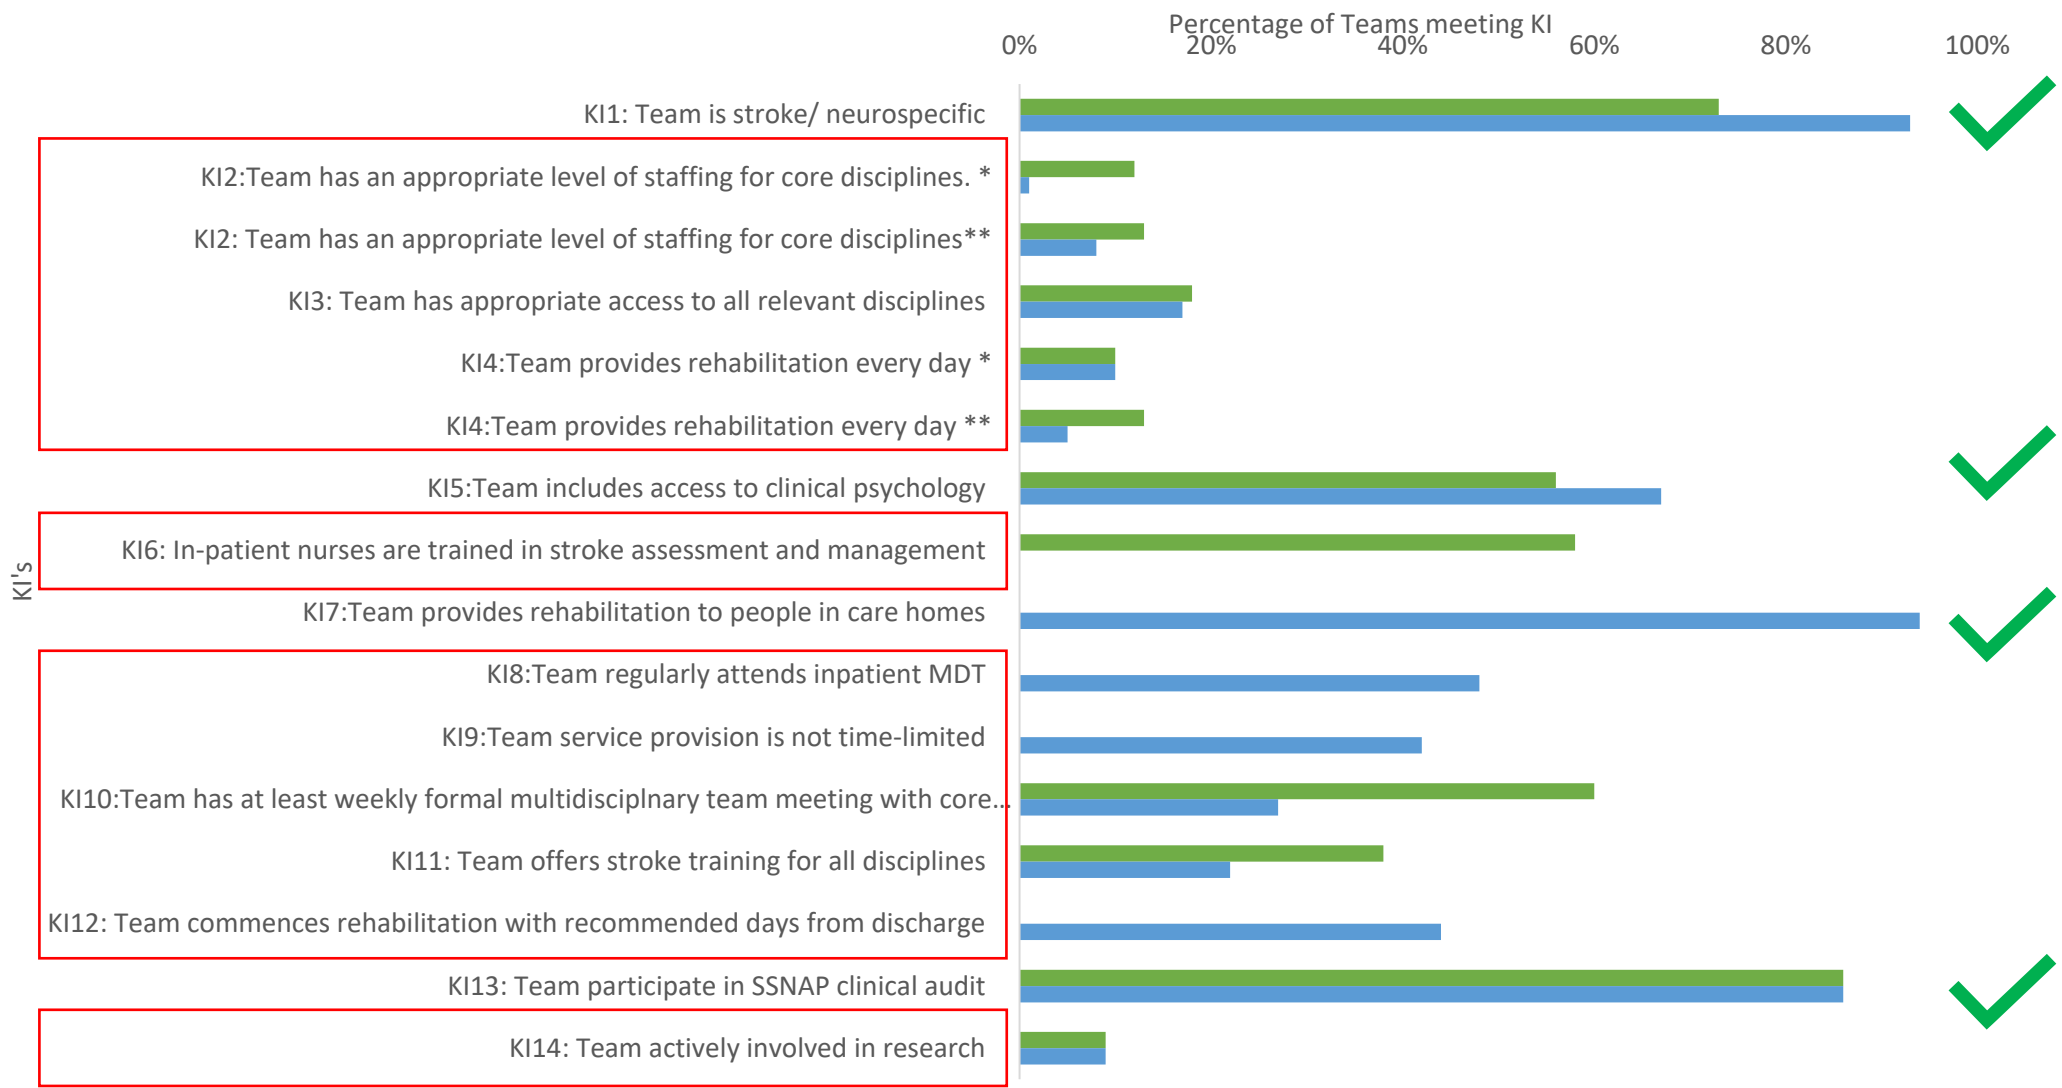 Percentage of Teams meeting KI
0% 20% 40% 60% 80% 100%
KI1: Team is stroke/ neurospecific
KI2:Team has an appropriate level of staffing for core disciplines. *
KI2: Team has an appropriate level of staffing for core disciplines**
KI3: Team has appropriate access to all relevant disciplines
KI4:Team provides rehabilitation every day *
KI4:Team provides rehabilitation every day **
KI5:Team includes access to clinical psychology
KI6: In-patient nurses are trained in stroke assessment and management
KI's
KI7:Team provides rehabilitation to people in care homes
KI8:Team regularly attends inpatient MDT
KI9:Team service provision is not time-limited
KI10:Team has at least weekly formal multidisciplnary team meeting with core…
KI11: Team offers stroke training for all disciplines
KI12: Team commences rehabilitation with recommended days from discharge
KI13: Team participate in SSNAP clinical audit
KI14: Team actively involved in research